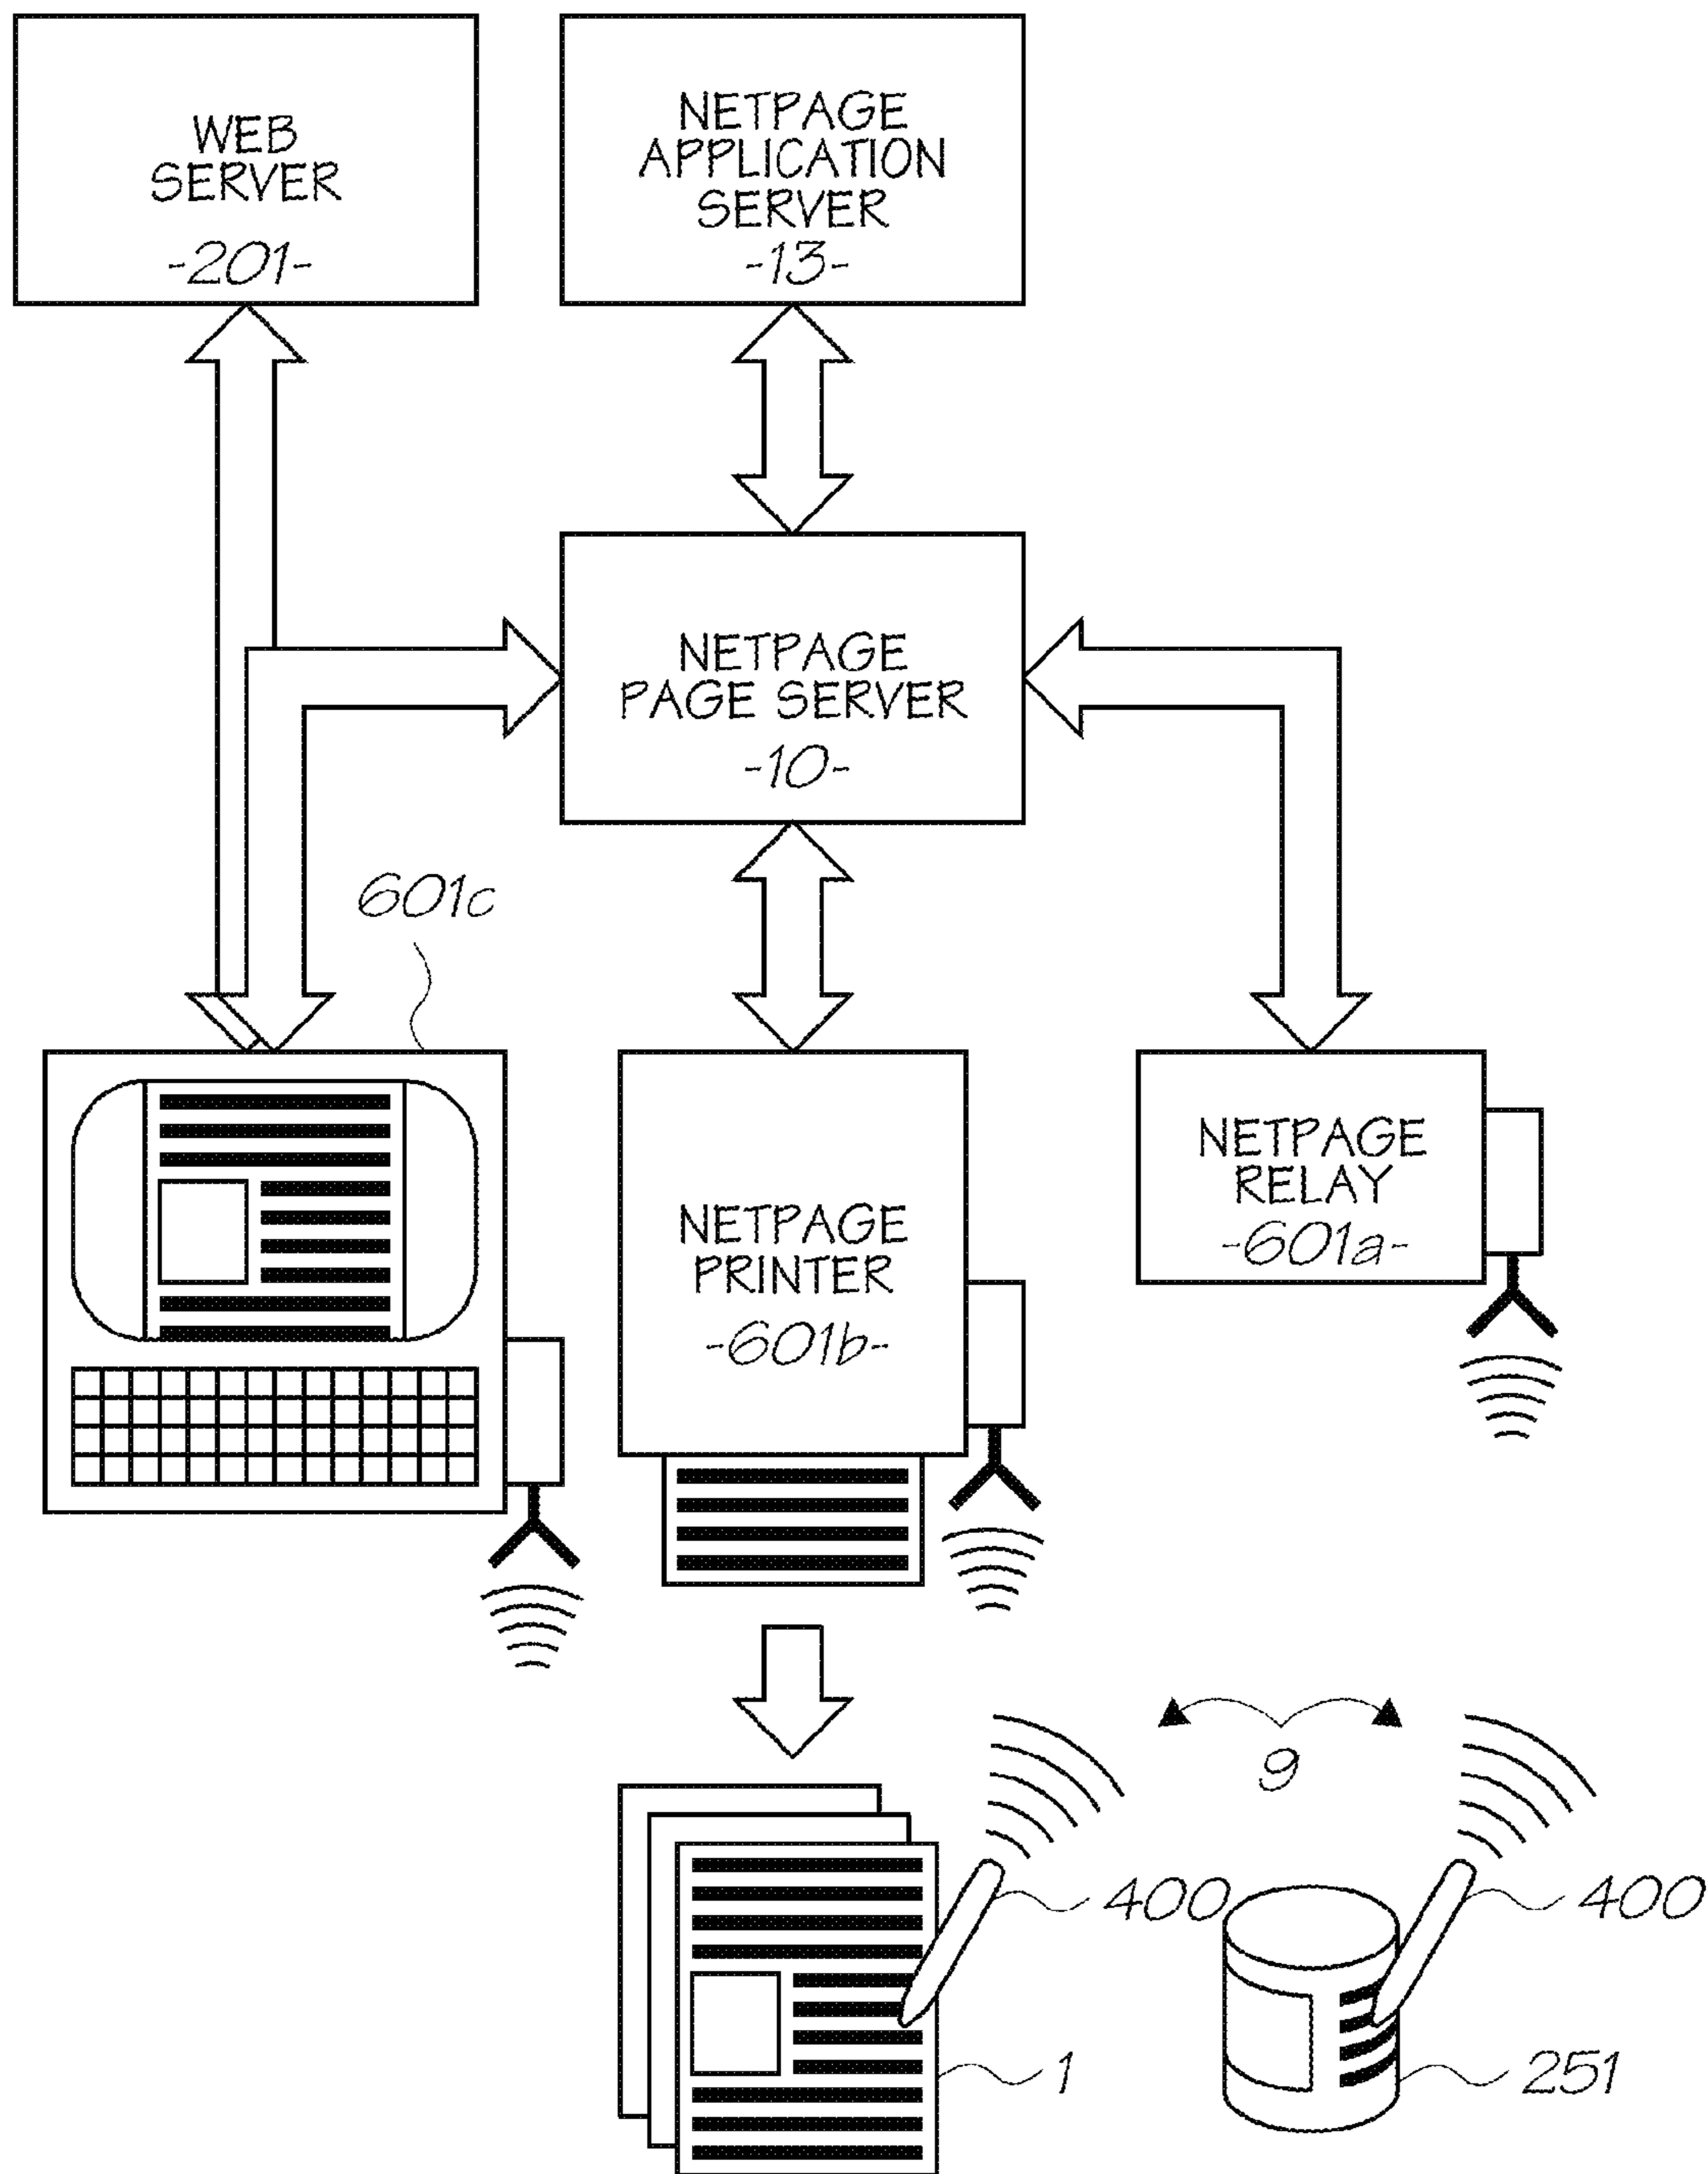 WEB
SERVER
-201-
NETPAGE
APPLICATION
SERVER
-13-
NETPAGE
PAGE SERVER
-10-
601c
NETPAGE
PRINTER
-601b-
NETPAGE
RELAY
-601a-
9
400
400
1
251